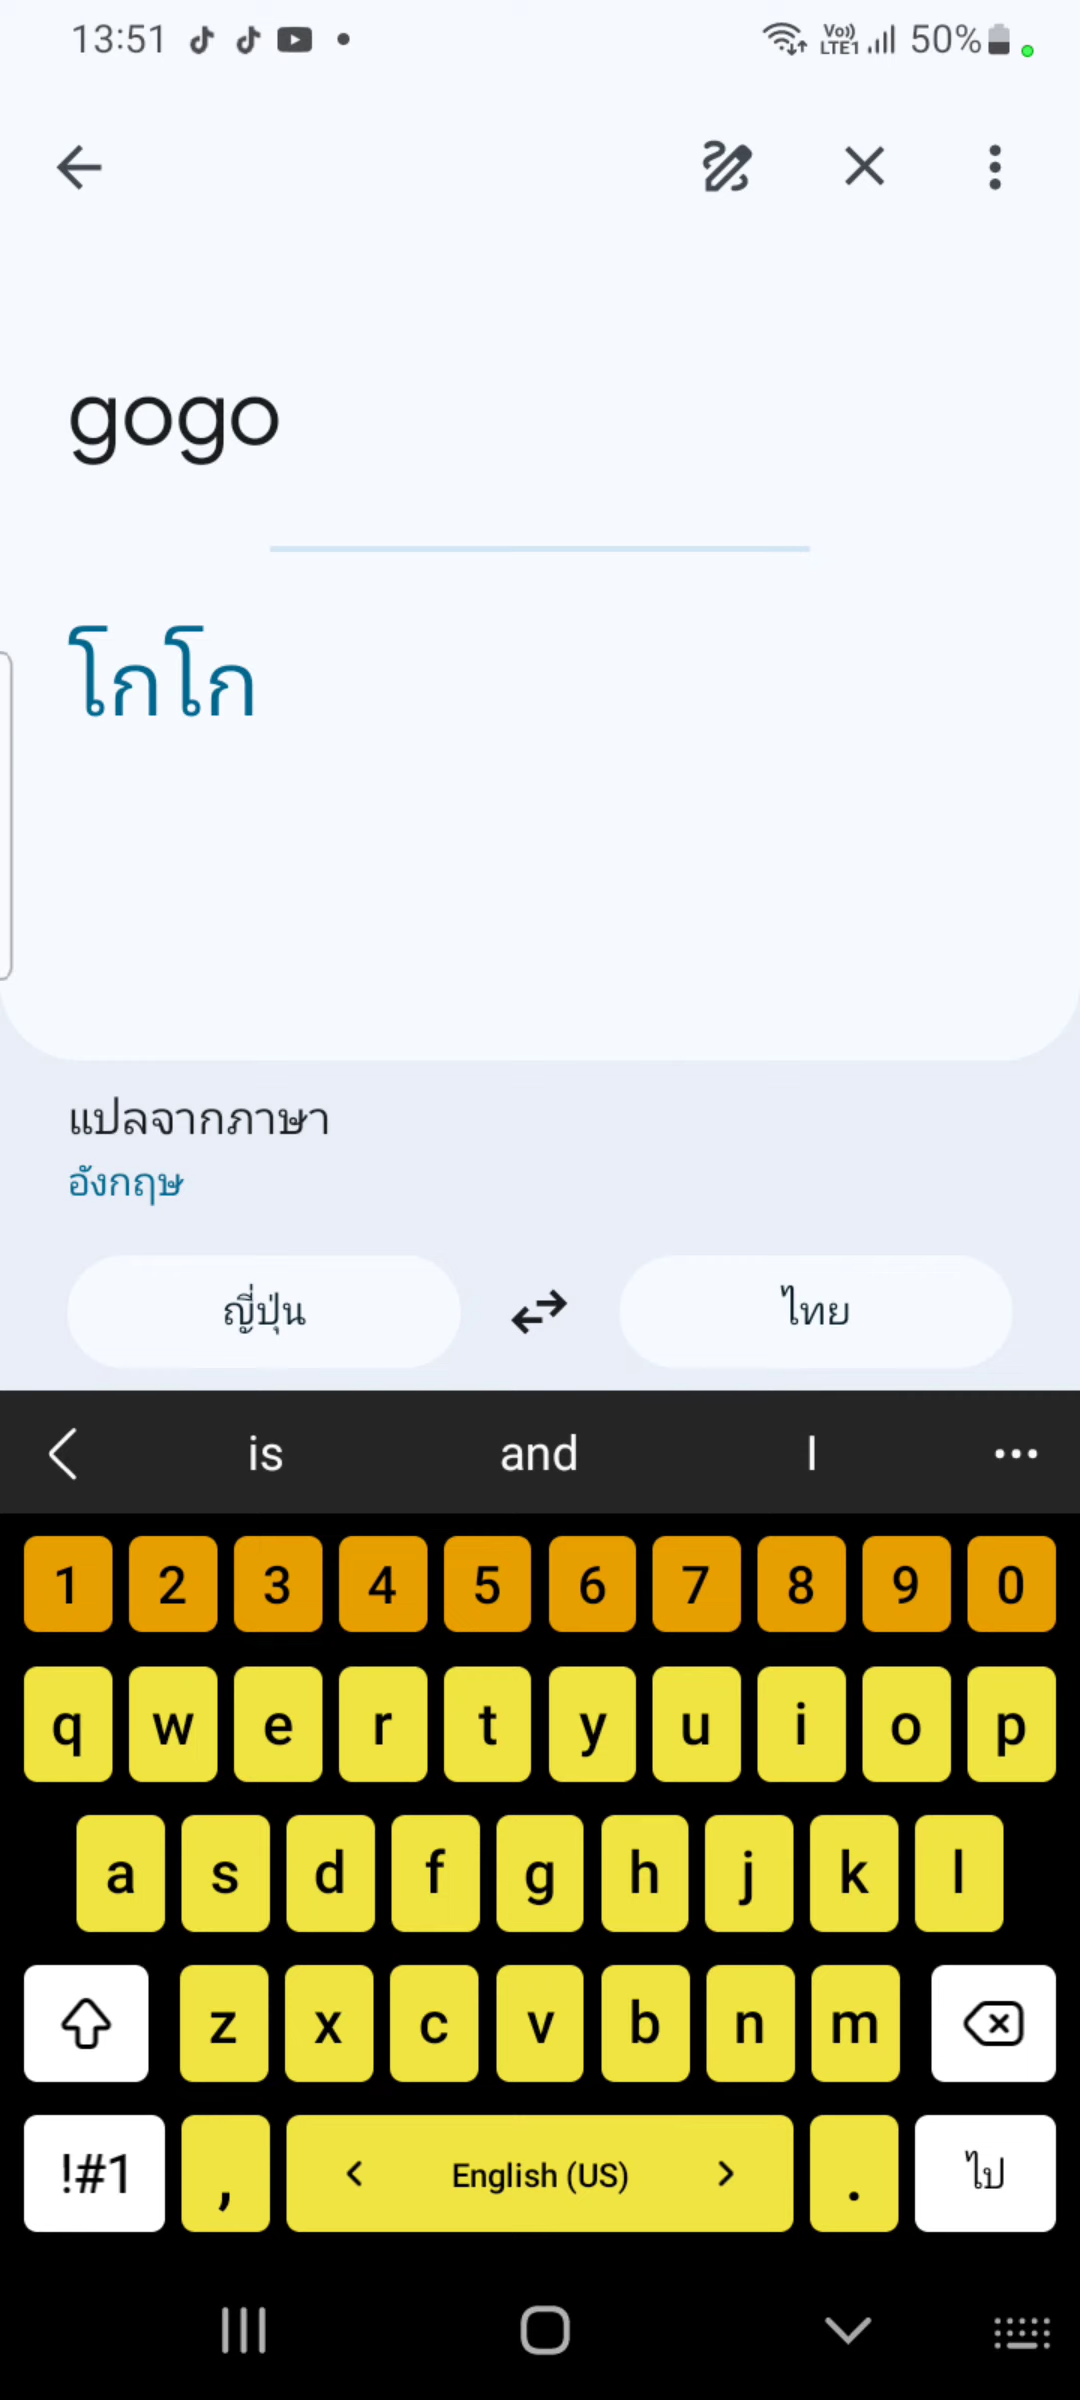 13:51 Vo)) LTE1 50%
gogo
โกโก
แปลจากภาษา
อังกฤษ
ญี่ปุ่น ไทย
is and I
1 2 3 4 5 6 7 8 9 0
q w e r t y u i o p
a s d f g h j k l
z x c v b n m
!#1 , English (US) . ไป